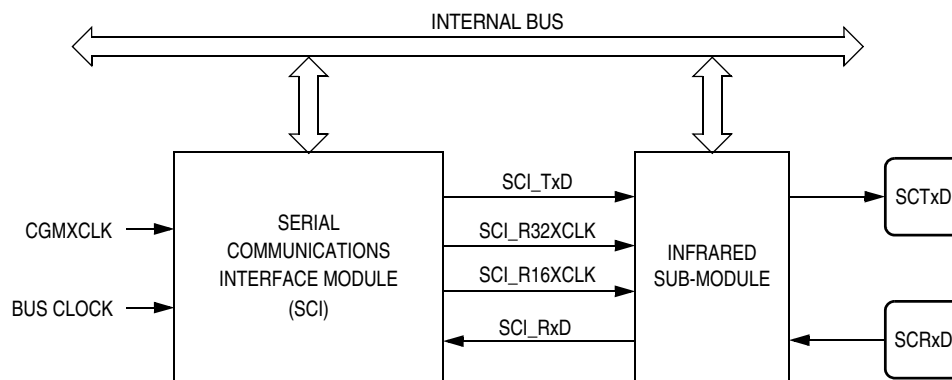 INTERNAL BUS
SCI_TxD
SCTxD
CGMXCLK
SERIAL
COMMUNICATIONS
INTERFACE MODULE
(SCI)
SCI_R32XCLK
INFRARED
SUB-MODULE
SCI_R16XCLK
BUS CLOCK
SCI_RxD
SCRxD